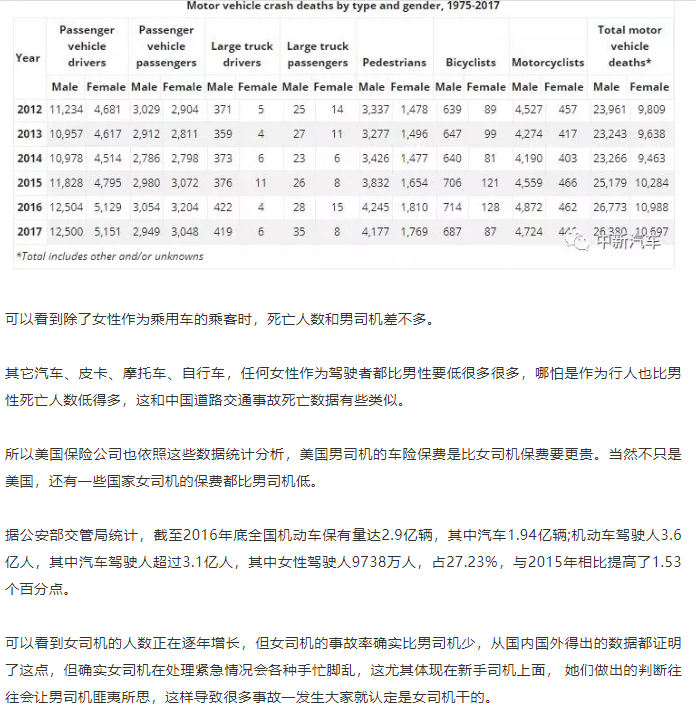 Motor vehicle crash deaths by type and gender, 1975-2017
Passenger vehicle drivers Passenger vehicle passengers Large truck drivers Large truck passengers Pedestrians Bicyclists Motorcyclists Total motor vehicle deaths*
Year Male Female Male Female Male Female Male Female Male Female Male Female Male Female Male Female
2012 11,234 4,681 3,029 2,904 371 5 25 14 3,337 1,478 639 89 4,527 457 23,961 9,809
2013 10,957 4,617 2,912 2,811 359 4 27 11 3,277 1,496 647 99 4,274 417 23,243 9,638
2014 10,978 4,514 2,786 2,798 373 6 23 6 3,426 1,477 640 81 4,190 403 23,266 9,463
2015 11,828 4,795 2,980 3,072 376 11 26 8 3,832 1,654 706 121 4,559 466 25,179 10,284
2016 12,504 5,129 3,054 3,204 422 4 28 15 4,245 1,810 714 128 4,872 462 26,773 10,988
2017 12,500 5,151 2,949 3,048 419 6 35 8 4,177 1,769 687 87 4,724 26,380 10,697
中新汽车
*Total includes other and/or unknowns
可以看到除了女性作为乘用车的乘客时，死亡人数和男司机差不多。
其它汽车、皮卡、摩托车、自行车，任何女性作为驾驶者都比男性要低很多很多，哪怕是作为行人也比男
性死亡人数低得多，这和中国道路交通事故死亡数据有些类似。
所以美国保险公司也依照这些数据统计分析，美国男司机的车险保费是比女司机保费要更贵。当然不只是
美国，还有一些国家女司机的保费都比男司机低。
据公安部交管局统计，截至2016年底全国机动车保有量达2.9亿辆，其中汽车1.94亿辆;机动车驾驶人3.6
亿人，其中汽车驾驶人超过3.1亿人，其中女性驾驶人9738万人，占27.23%，与2015年相比提高了1.53
个百分点。
可以看到女司机的人数正在逐年增长，但女司机的事故率确实比男司机少，从国内国外得出的数据都证明
了这点，但确实女司机在处理紧急情况会各种手忙脚乱，这尤其体现在新手司机上面， 她们做出的判断往
往会让男司机匪夷所思，这样导致很多事故一发生大家就认定是女司机干的。